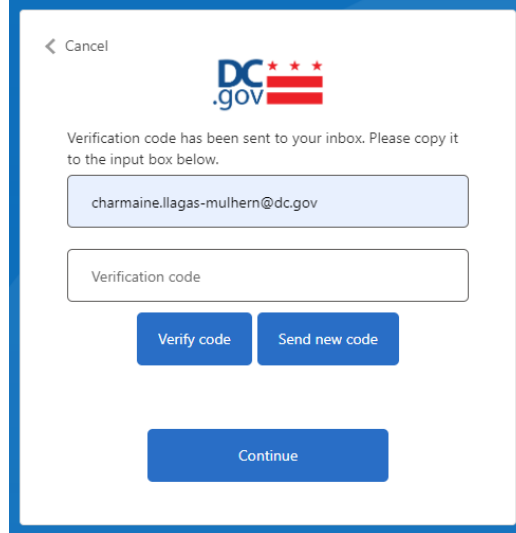 Cancel
DC
.gov
Verification code has been sent to your inbox. Please copy it
to the input box below.
charmaine.llagas-mulhern@dc.gov
Verification code
Verify code Send new code
Continue